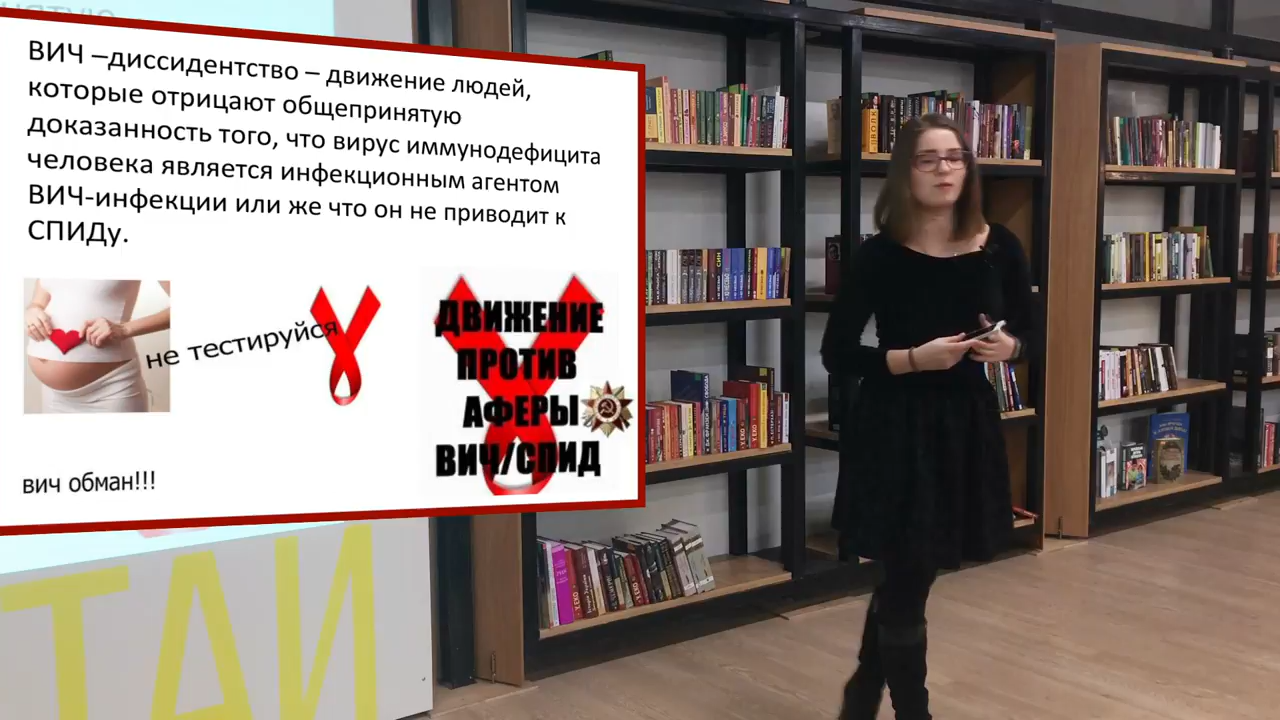 ВИЧ –диссидентство – движение людей,
которые отрицают общепринятую
доказанность того, что вирус иммунодефицита
человека является инфекционным агентом
ВИЧ-инфекции или же что он не приводит к
СПИДу.
не тестируйся
ДВИЖЕНИЕ
ПРОТИВ
АФЕРЫ
ВИЧ/СПИД
вич обман!!!
ТАЙ